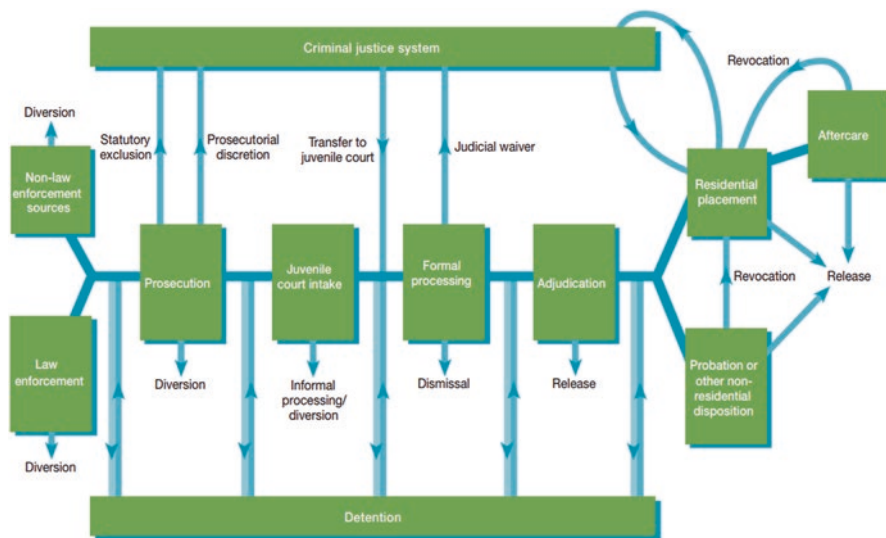 Criminal justice system
Revocation
Diversion
Statutory
exclusion
Prosecutorial
discretion
Transfer to
juvenile court
Judicial waiver
Aftercare
Non-law
enforcement
sources
Residential
placement
Prosecution
Juvenile
court intake
Formal
processing
Adjudication
Revocation
Release
Law
enforcement
Diversion
Informal
processing/
diversion
Dismissal
Release
Probation or
other non-
residential
disposition
Diversion
Detention